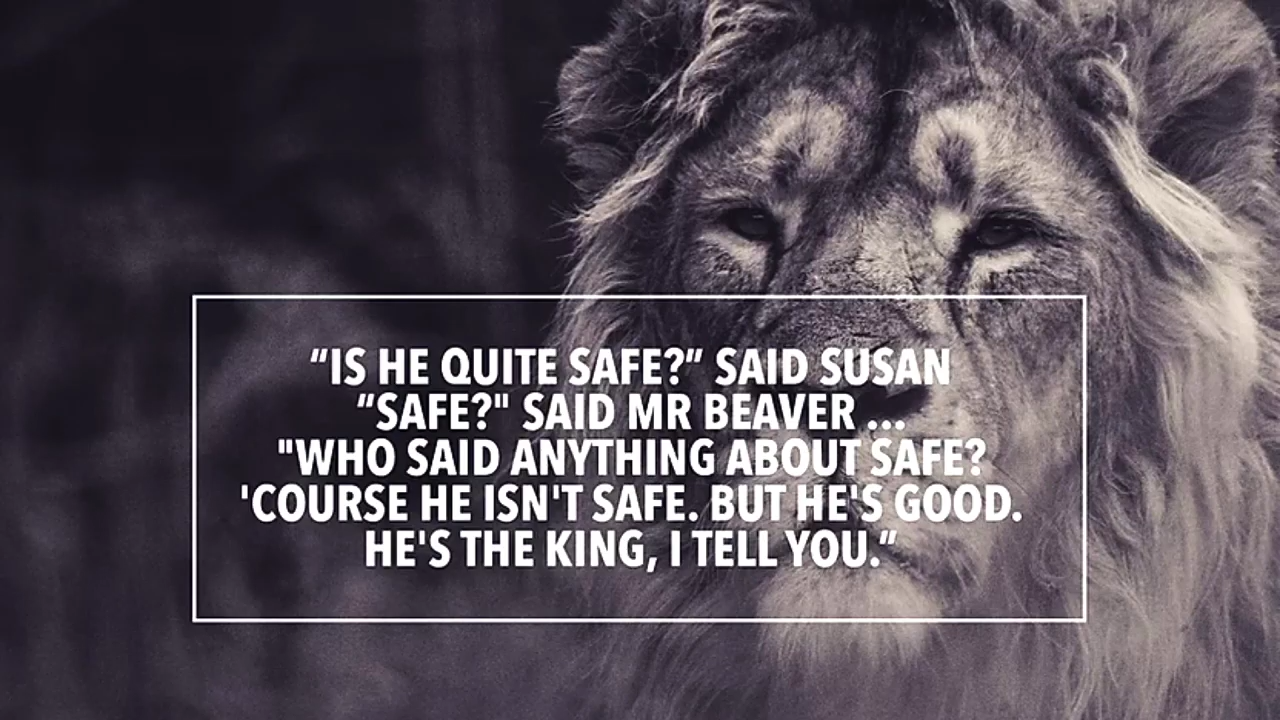 “IS HE QUITE SAFE?” SAID SUSAN
“SAFE?" SAID MR BEAVER ...
"WHO SAID ANYTHING ABOUT SAFE?
'COURSE HE ISN'T SAFE. BUT HE'S GOOD.
HE'S THE KING, I TELL YOU.”